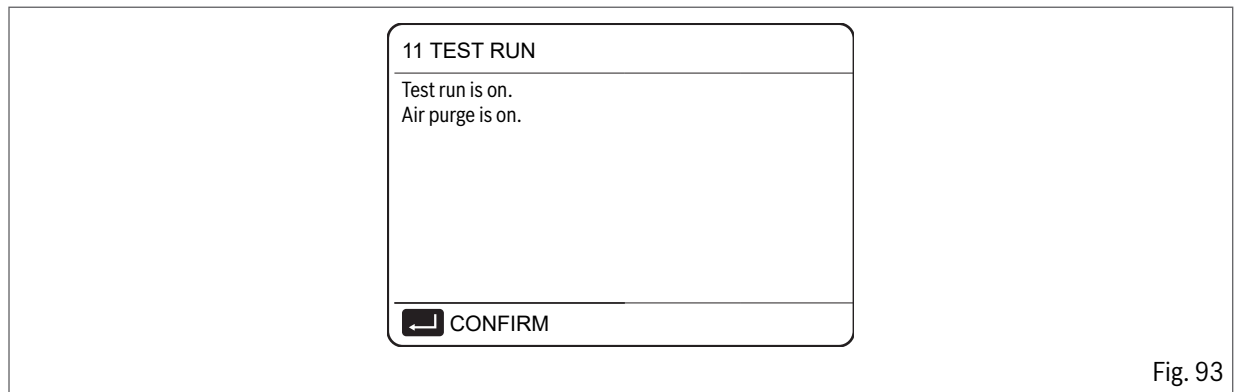 11 TEST RUN
Test run is on.
Air purge is on.
CONFIRM
Fig. 93